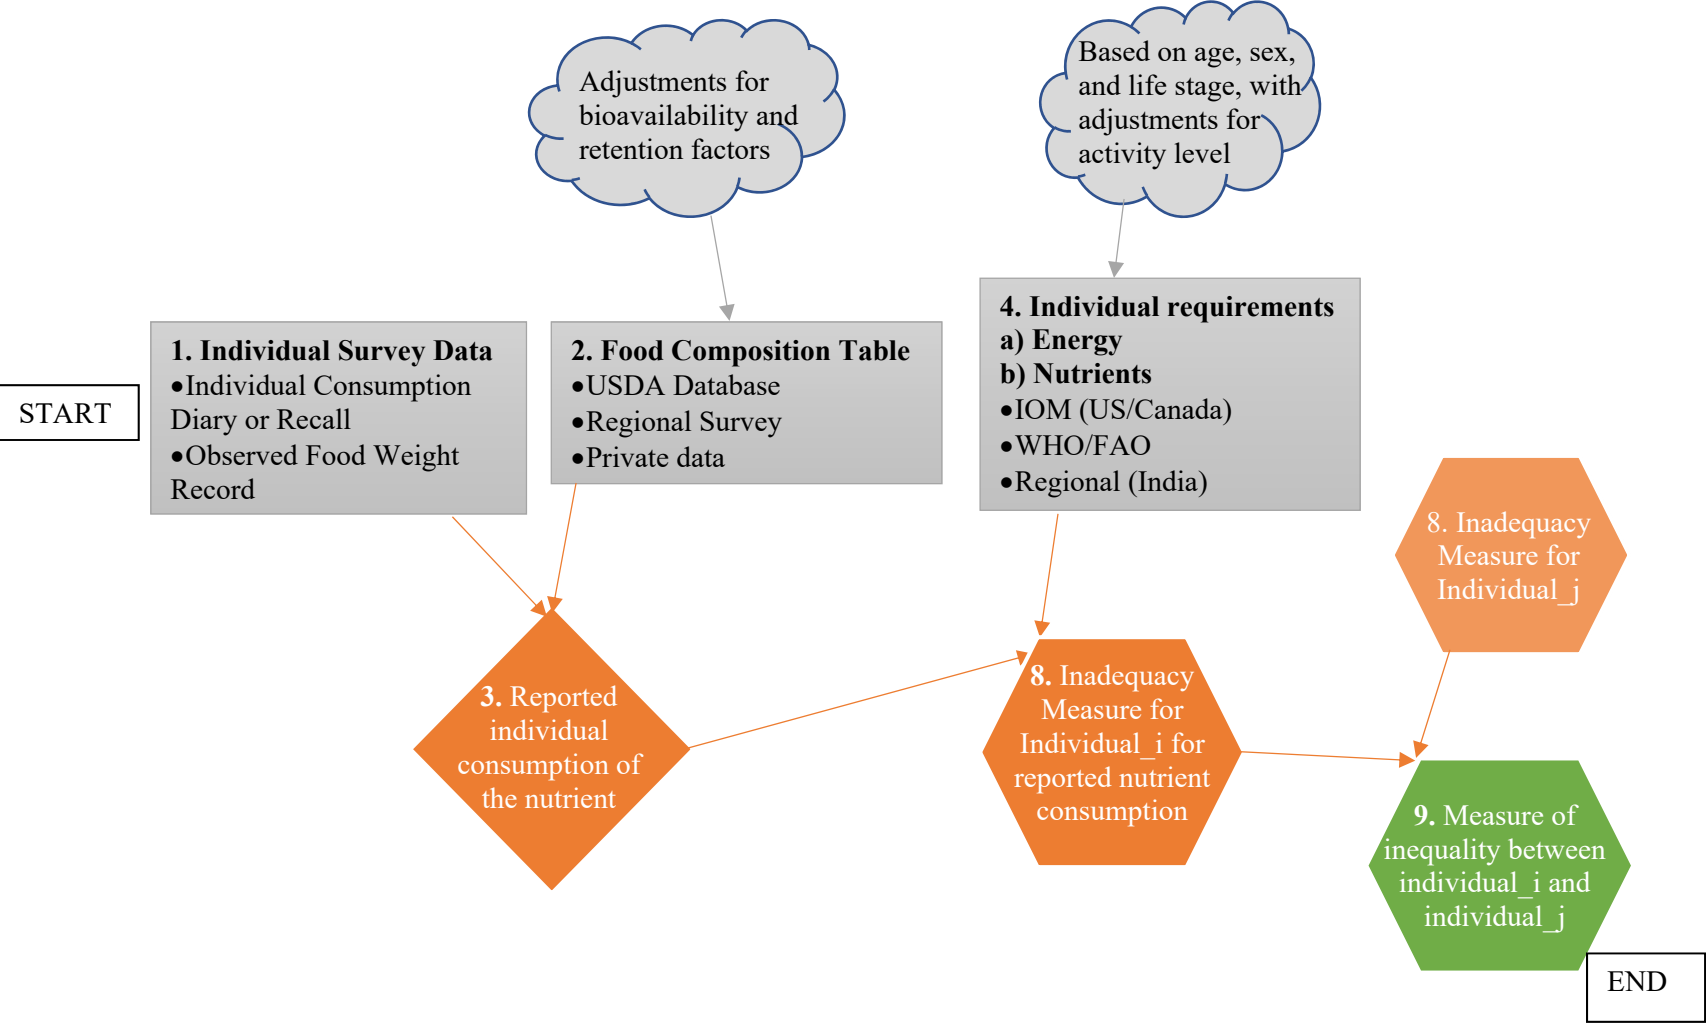 Adjustments for
bioavailability and
retention factors
Based on age, sex,
and life stage, with
adjustments for
activity level
START
1. Individual Survey Data
•Individual Consumption
Diary or Recall
•Observed Food Weight
Record
2. Food Composition Table
•USDA Database
•Regional Survey
•Private data
4. Individual requirements
a) Energy
b) Nutrients
•IOM (US/Canada)
•WHO/FAO
•Regional (India)
8. Inadequacy
Measure for
Individual_j
3. Reported
individual
consumption of
the nutrient
8. Inadequacy
Measure for
Individual_i for
reported nutrient
consumption
9. Measure of
inequality between
individual_i and
individual_j
END